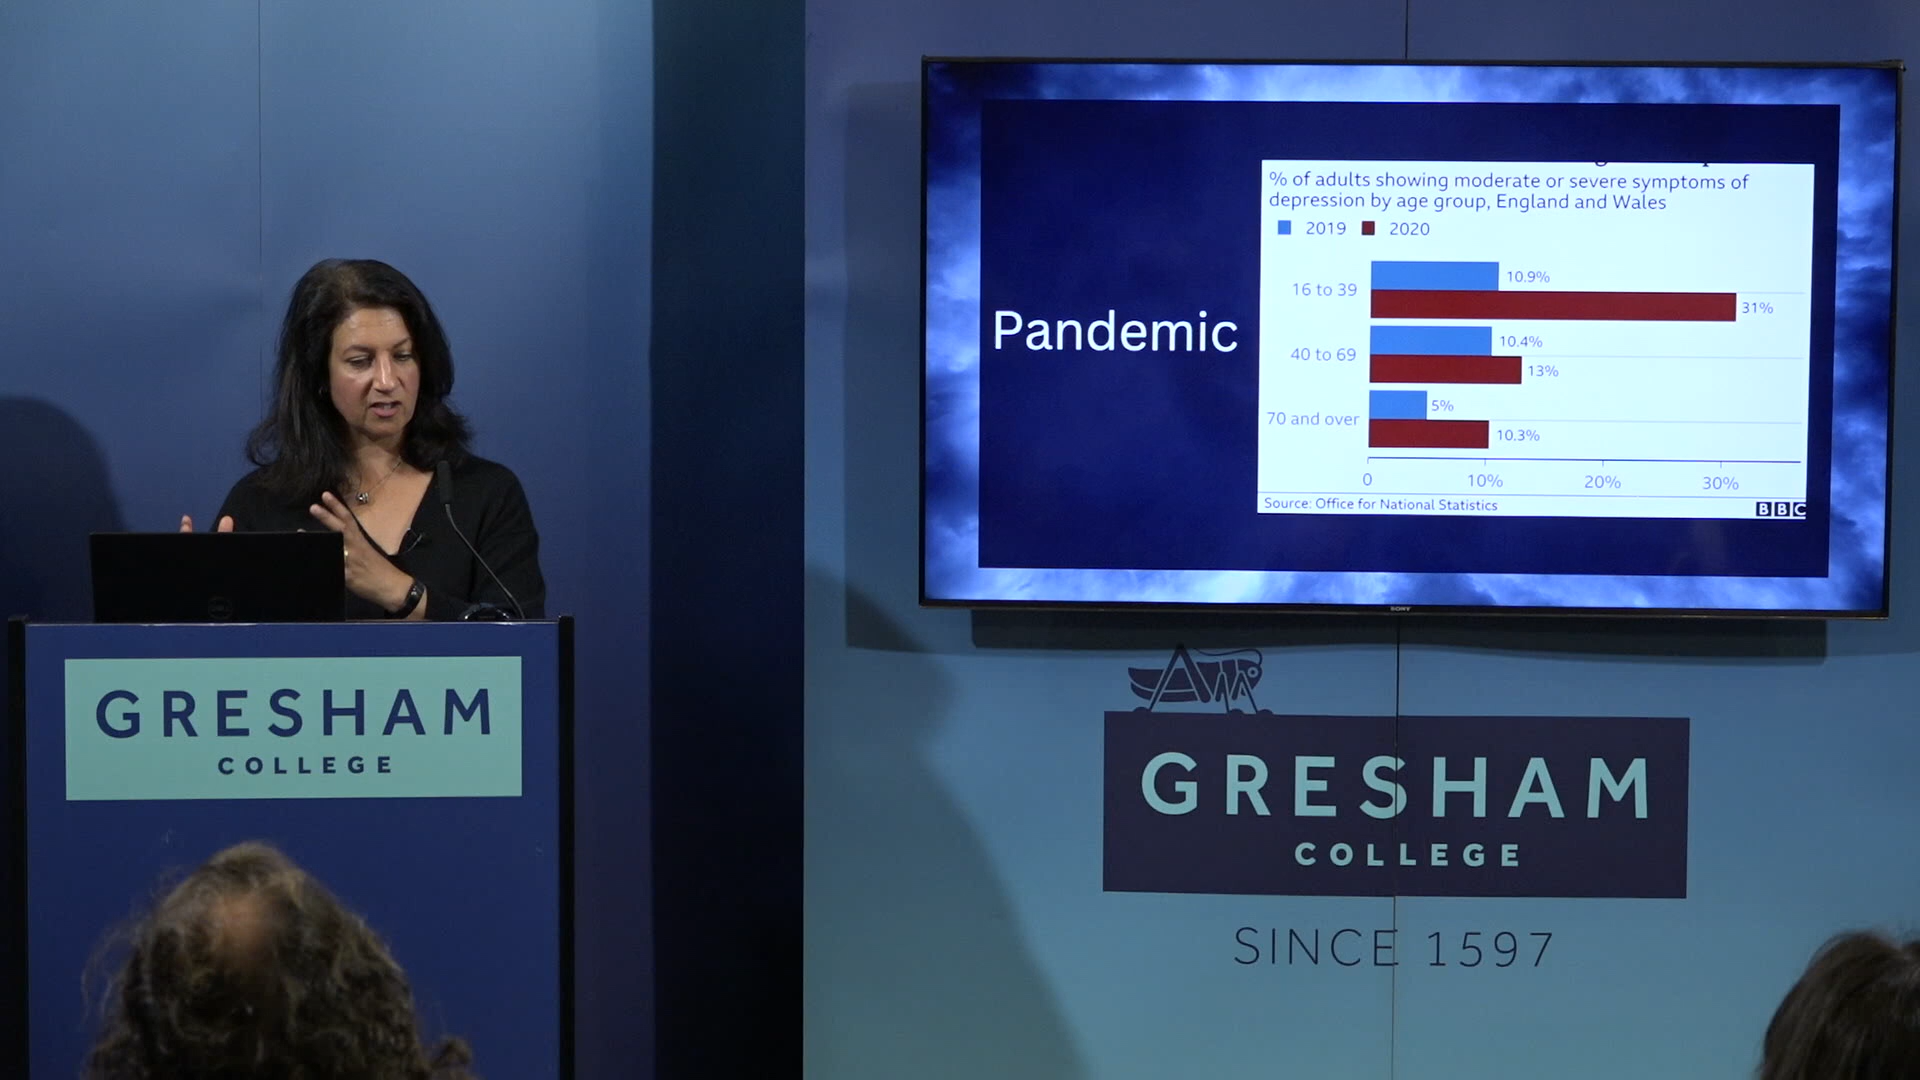 % of adults showing moderate or severe symptoms of
depression by age group, England and Wales
2019 2020
Pandemic
16 to 39
10.9%
31%
40 to 69
10.4%
13%
70 and over
5%
10.3%
0 10% 20% 30%
Source: Office for National Statistics
BBC
SONY
GRESHAM
COLLEGE
GRESHAM
COLLEGE
SINCE 1597